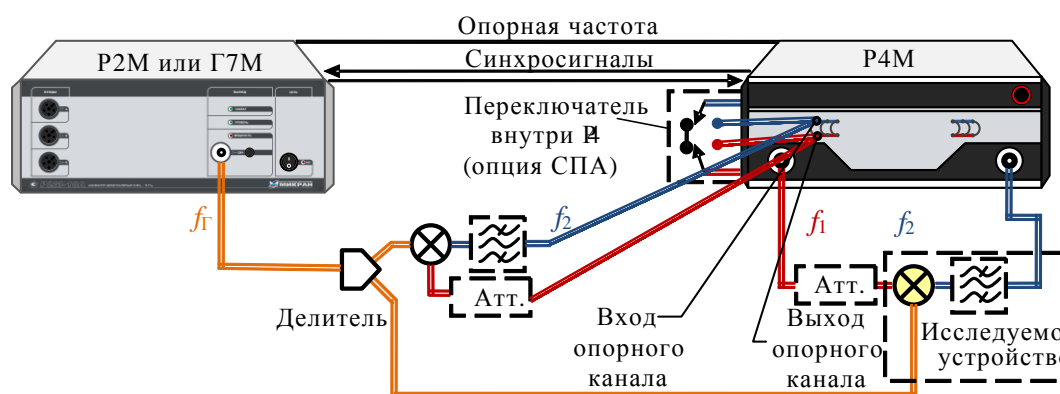 Опорная частота
Р2М или Г7М
Синхросигналы
Р4М
Переключатель
внутри Р4
(опция СПА)
МИКРАН
fГ
f2
f1
f2
Атт.
Атт.
Делитель
Вход
опорного
канала
Выход
опорного
канала
Исследуемо
устройство